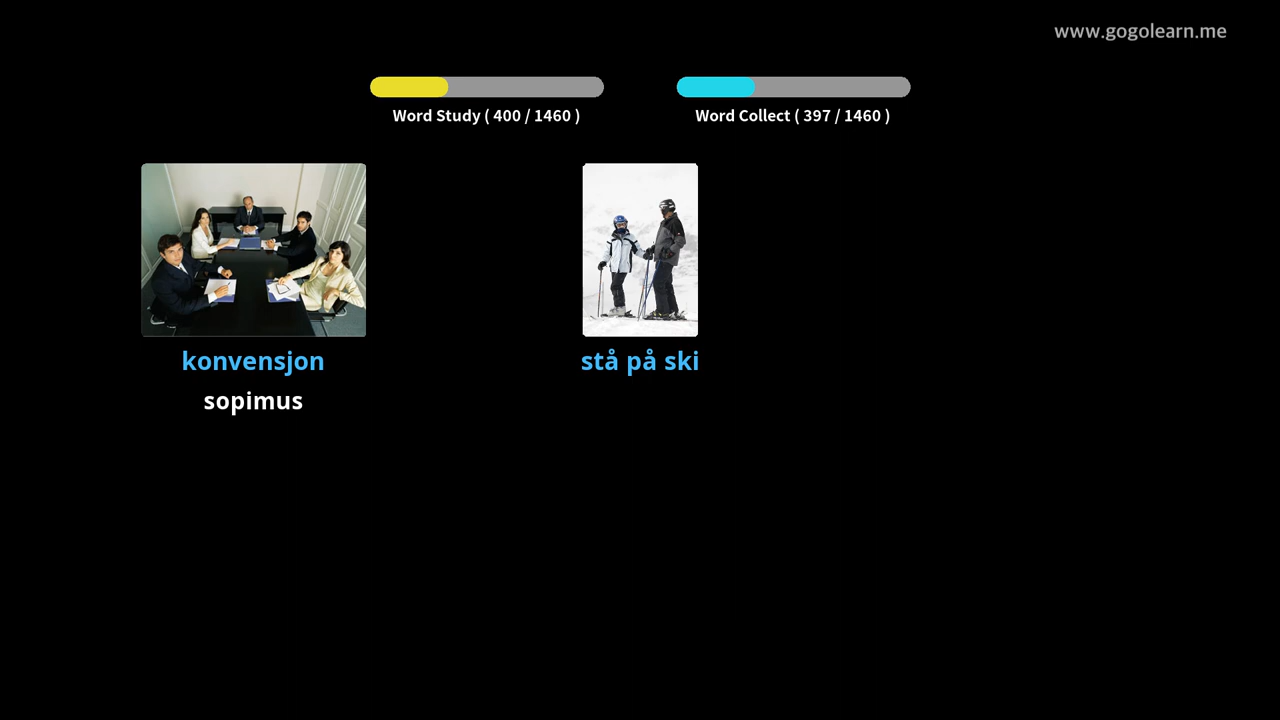 www.gogolearn.me
Word Study ( 400 / 1460 )
Word Collect ( 397 / 1460 )
konvensjon
sopimus
stå på ski